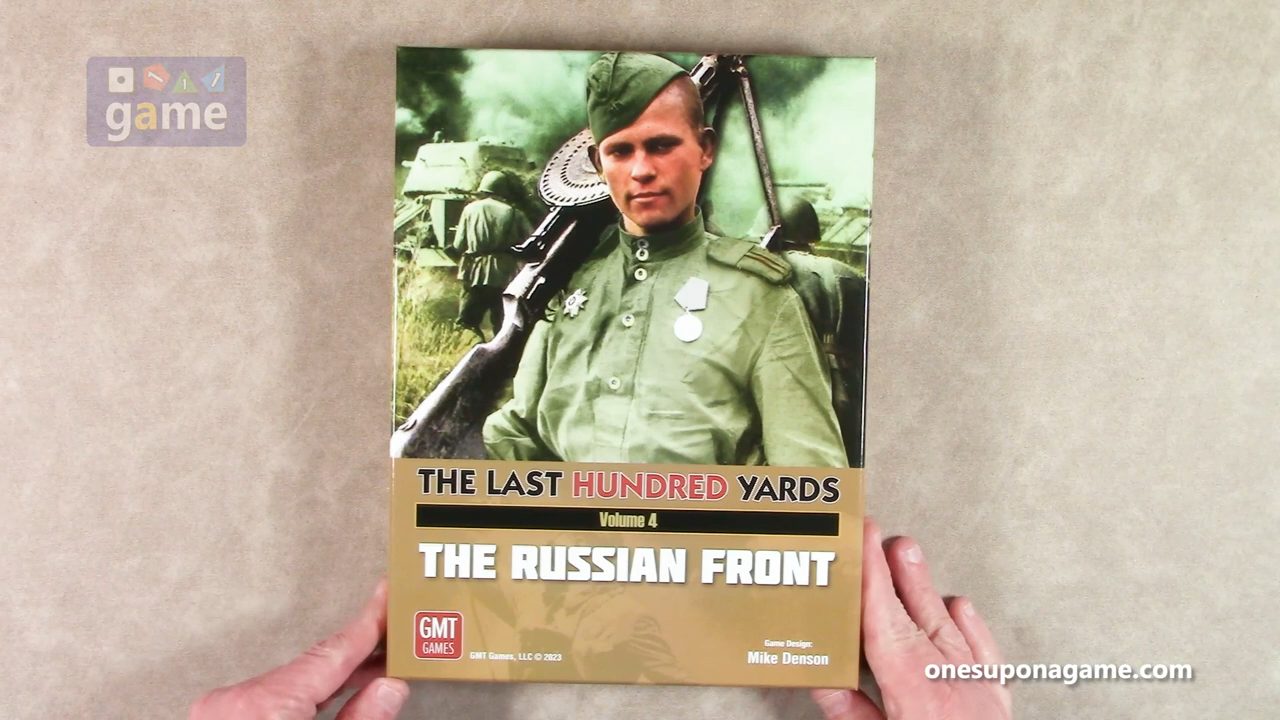 game
THE LAST HUNDRED YARDS
Volume 4
THE RUSSIAN FRONT
GMT
GAMES
GMT Games, LLC © 2023
Game Design:
Mike Denson
onesuponagame.com